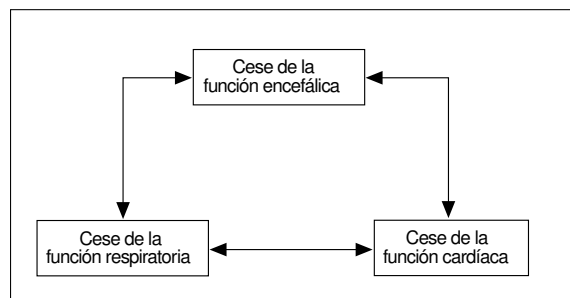 Cese de la
función encefálica
Cese de la
función respiratoria
Cese de la
función cardíaca